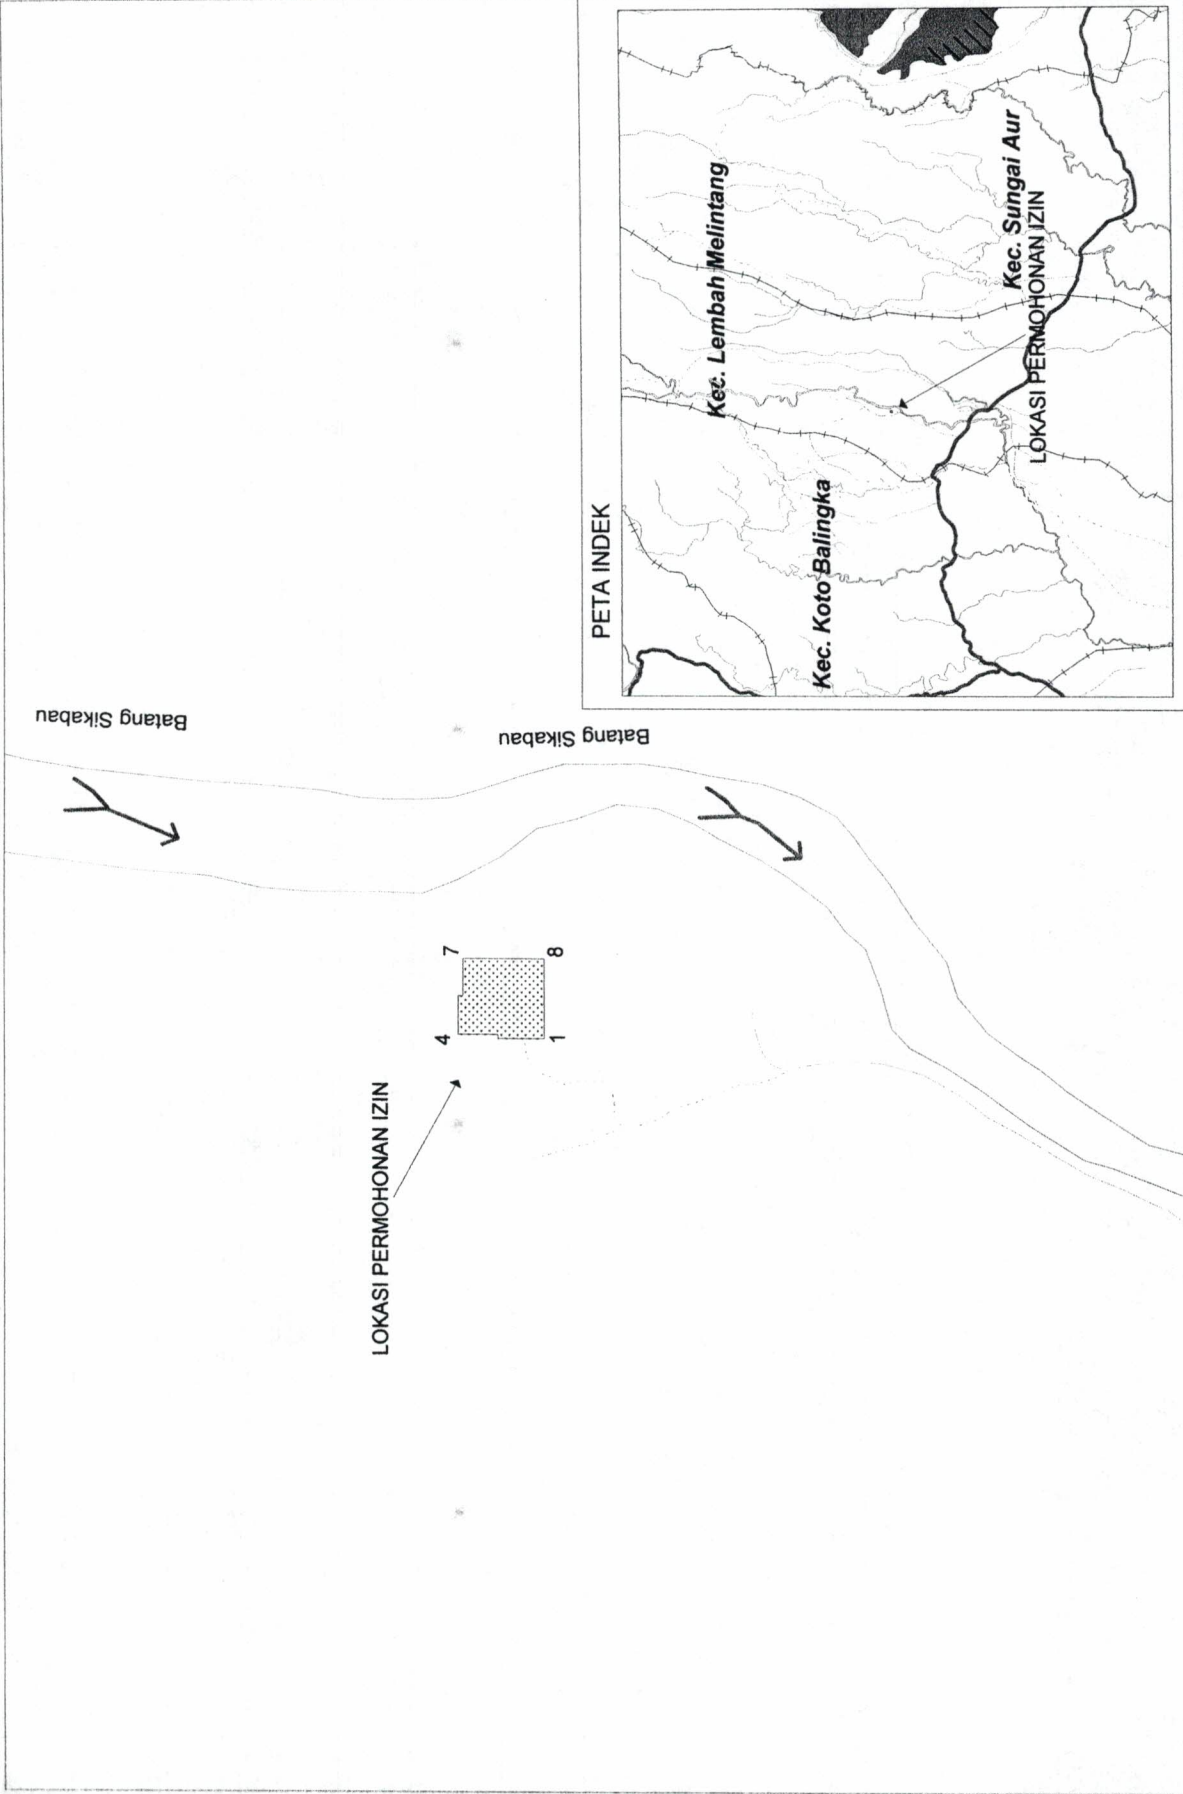 Batang Sikabau
Batang Sikabau
LOKASI PERMOHONAN IZIN
4
7
1
8
PETA INDEK
Kec. Lembah Melintang
Kec. Koto Balingka
Kec. Sungai Aur
LOKASI PERMOHONAN IZIN